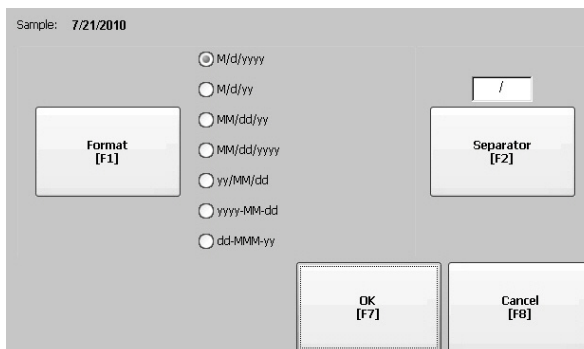 Sample: 7/21/2010
M/d/yyyy
M/d/yy
MM/dd/yy
MM/dd/yyyy
yy/MM/dd
yyyy-MM-dd
dd-MMM-yy
Format
[F1]
/
Separator
[F2]
OK
[F7]
Cancel
[F8]